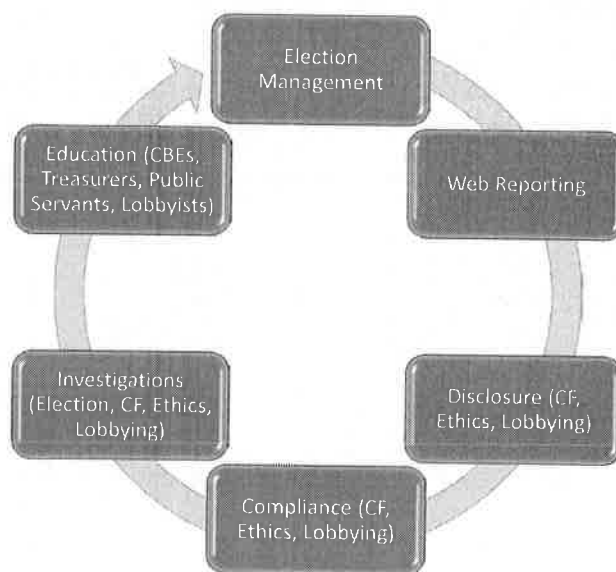 Election
Management
Web Reporting
Disclosure (CF,
Ethics, Lobbying)
Compliance (CF,
Ethics, Lobbying)
Investigations
(Election, CF, Ethics,
Lobbying)
Education (CBEs,
Treasurers, Public
Servants, Lobbyists)